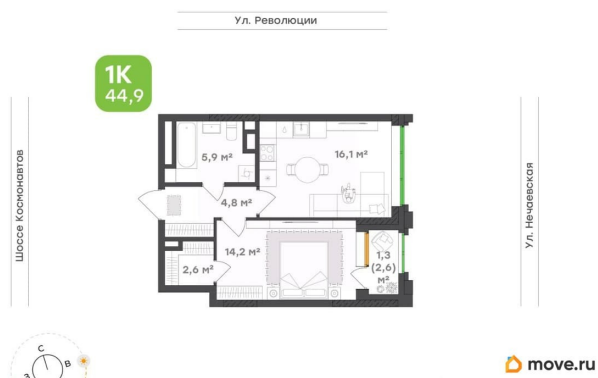 Ул. Революции
1К
44,9
Шоссе Космонавтов
Ул. Нечаевская
5,9 м²
16,1 м²
4,8 м²
14,2 м²
2,6 м²
1,3
(2,6)
м²
С
В
З
move.ru